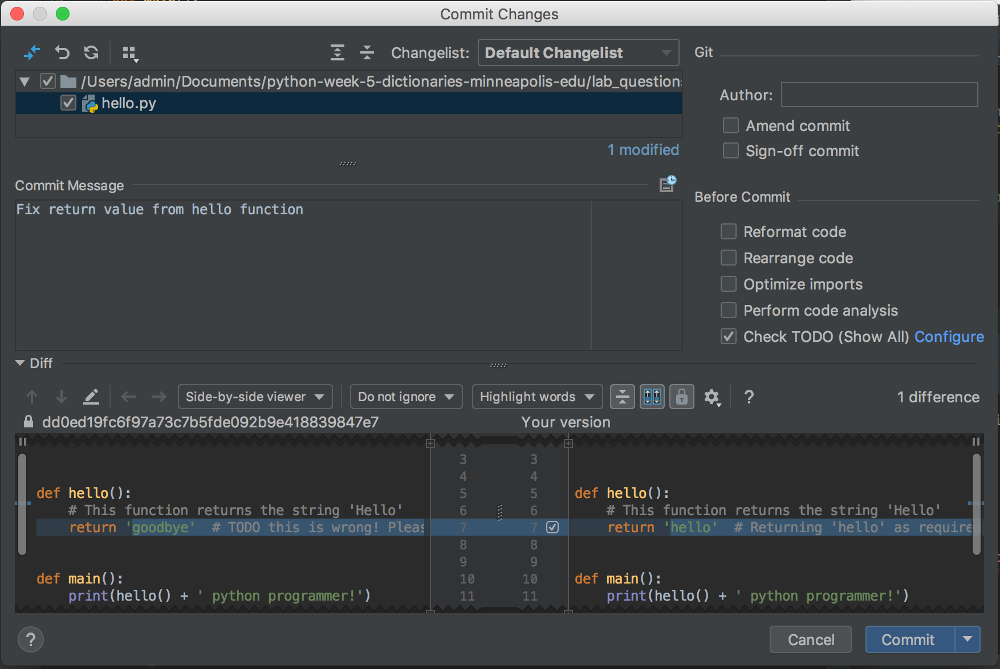 Commit Changes
Changelist: Default Changelist
/Users/admin/Documents/python-week-5-dictionaries-minneapolis-edu/lab_question
hello.py
1 modified
Commit Message
Fix return value from hello function
Git
Author:
Amend commit
Sign-off commit
Before Commit
Reformat code
Rearrange code
Optimize imports
Perform code analysis
Check TODO (Show All) Configure
Diff
Side-by-side viewer Do not ignore Highlight words ? 1 difference
dd0ed19fc6f97a73c7b5fde092b9e418839847e7 Your version
3 3
4 4
def hello(): 5 5 def hello():
# This function returns the string 'Hello' 6 6 # This function returns the string 'Hello'
return 'goodbye' # TODO this is wrong! Pleas 7 7 return 'hello' # Returning 'hello' as required
8 8
9 9
def main(): 10 10 def main():
print(hello() + ' python programmer!') 11 11 print(hello() + ' python programmer!')
? Cancel Commit